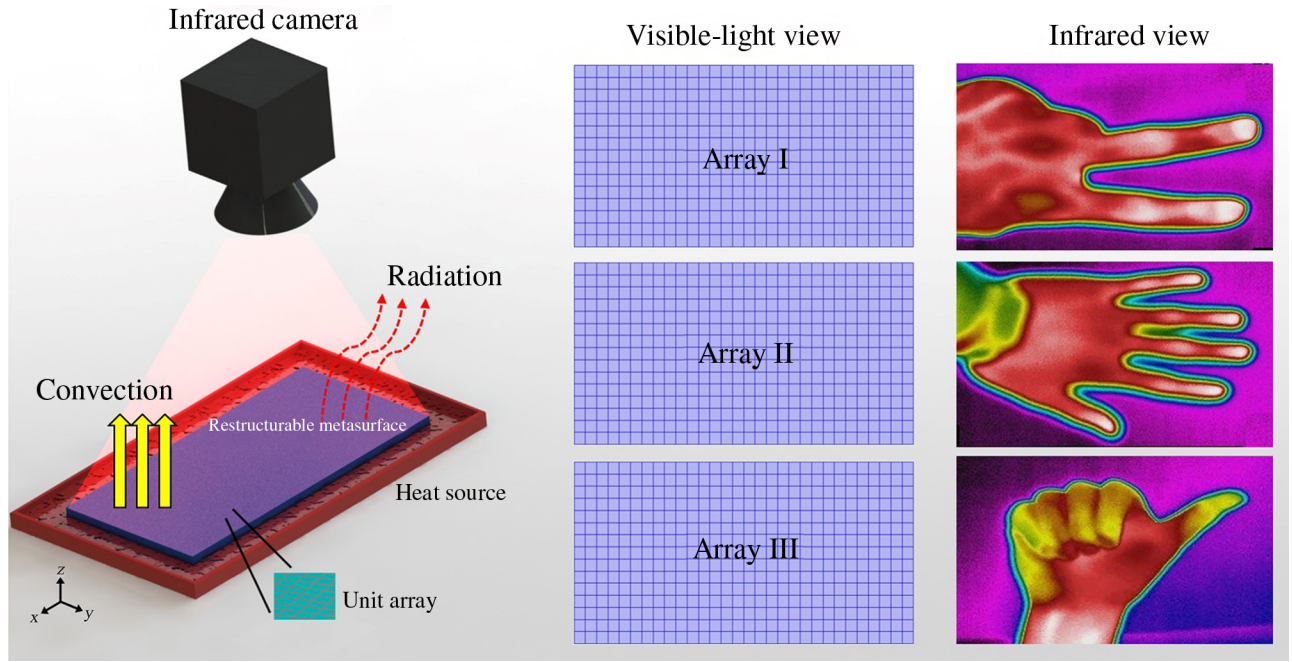 Infrared camera
Visible-light view
Infrared view
Array I
Radiation
Array II
Convection
Restructurable metasurface
Heat source
Array III
z
x
y
Unit array